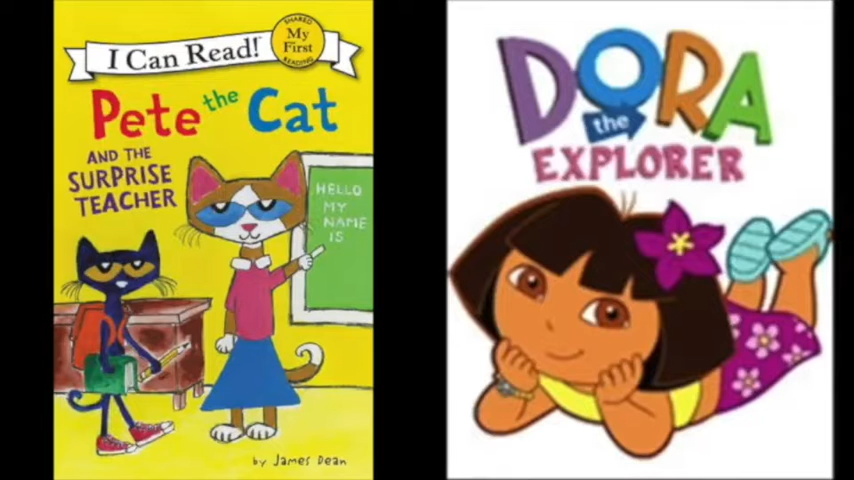 I Can Read!
SHARED
My
First
READING
Pete the Cat
AND THE
SURPRISE
TEACHER
HELLO
MY
NAME
IS
by James Dean
DORA
the
EXPLORER